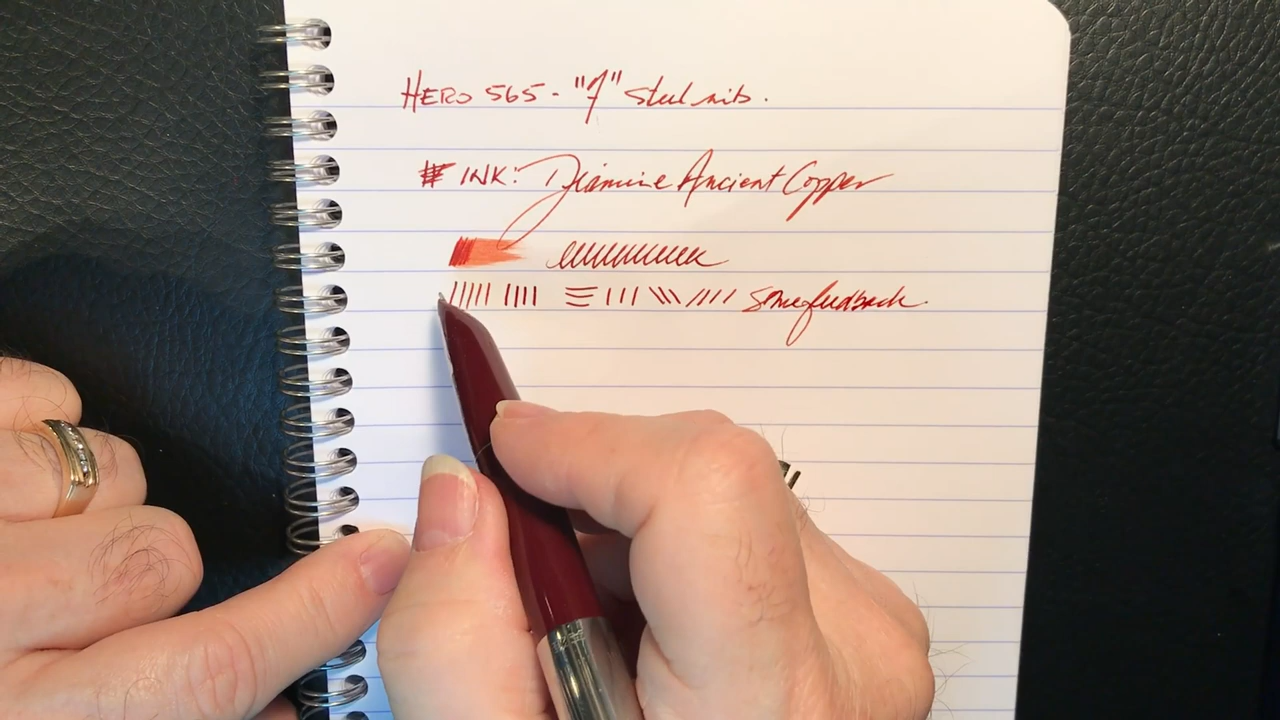 HERO 565 - "f" steel nib.
# INK: Diamine Ancient Copper
Some feedback.